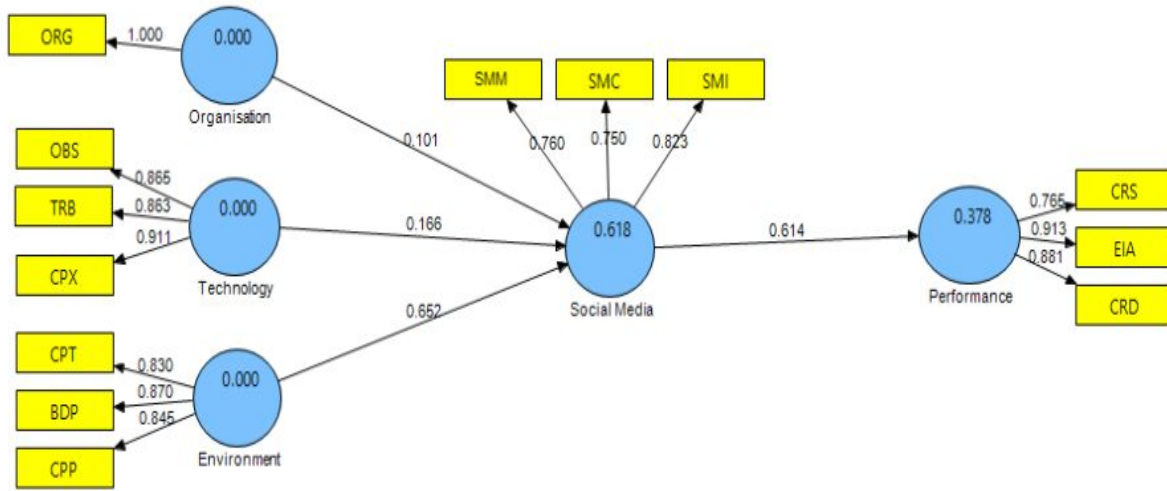 ORG
1.000
0.000
Organisation
SMM
SMC
SMI
0.760
0.750
0.823
0.101
OBS
TRB
CPX
0.865
0.863
0.911
0.000
Technology
0.166
0.618
Social Media
0.614
0.378
Performance
0.765
0.913
0.881
CRS
EIA
CRD
0.652
CPT
BDP
CPP
0.830
0.870
0.845
0.000
Environment